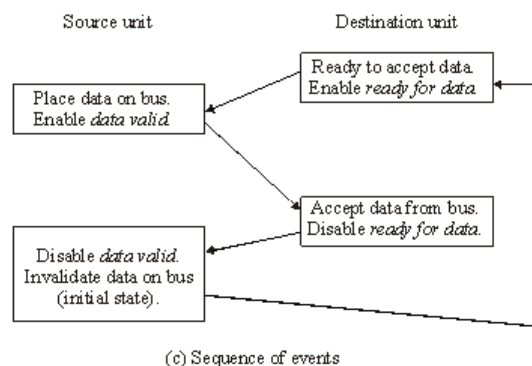 Source unit
Destination unit
Ready to accept data.
Enable ready for data.
Place data on bus.
Enable data valid.
Accept data from bus.
Disable ready for data.
Disable data valid.
Invalidate data on bus
(initial state).
(c) Sequence of events